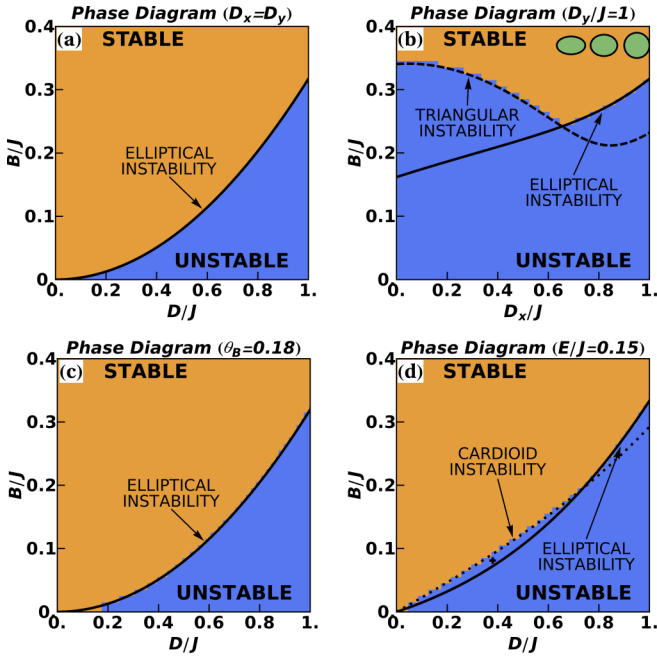 Phase Diagram (D_x=D_y)
(a)
STABLE
ELLIPTICAL
INSTABILITY
UNSTABLE
B/J
0.4
0.3
0.2
0.1
0
0. 0.2 0.4 0.6 0.8 1.
D/J
Phase Diagram (D_y/J=1)
(b)
STABLE
TRIANGULAR
INSTABILITY
ELLIPTICAL
INSTABILITY
UNSTABLE
B/J
0.4
0.3
0.2
0.1
0
0. 0.2 0.4 0.6 0.8 1.
D_x/J
Phase Diagram (θ_B=0.18)
(c)
STABLE
ELLIPTICAL
INSTABILITY
UNSTABLE
B/J
0.4
0.3
0.2
0.1
0
0. 0.2 0.4 0.6 0.8 1.
D/J
Phase Diagram (E/J=0.15)
(d)
STABLE
CARDIOID
INSTABILITY
ELLIPTICAL
INSTABILITY
UNSTABLE
B/J
0.4
0.3
0.2
0.1
0
0. 0.2 0.4 0.6 0.8 1.
D/J